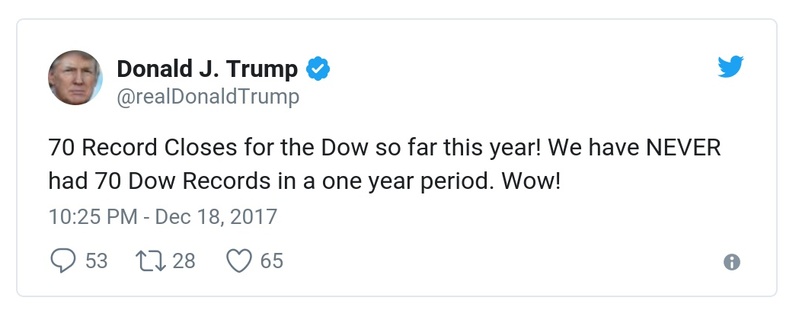 Donald J. Trump
@realDonaldTrump
70 Record Closes for the Dow so far this year! We have NEVER
had 70 Dow Records in a one year period. Wow!
10:25 PM - Dec 18, 2017
53 28 65